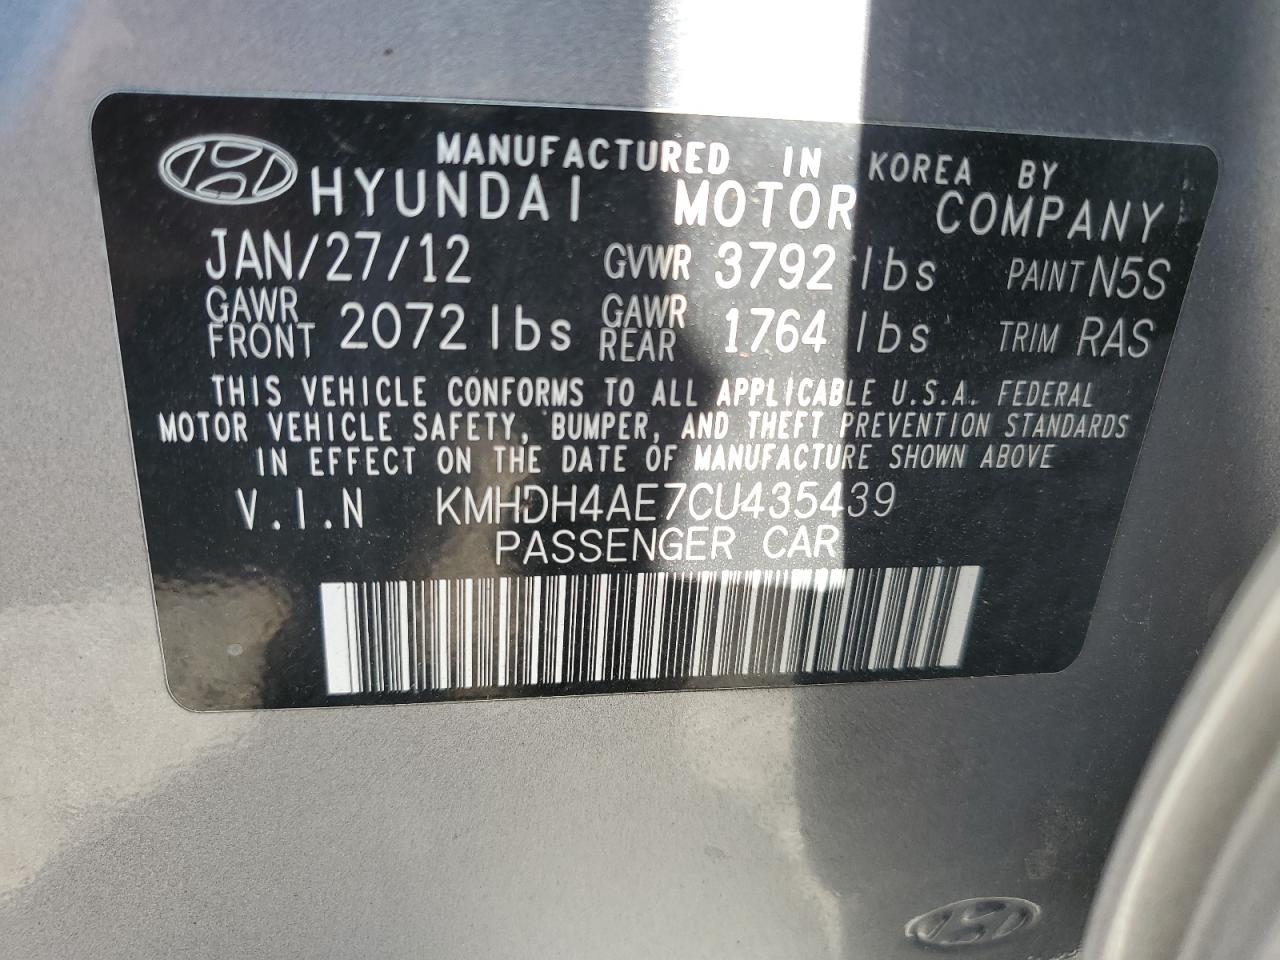 MANUFACTURED IN KOREA BY
HYUNDAI MOTOR COMPANY
JAN/27/12 GVWR 3792 lbs PAINT N5S
GAWR FRONT 2072 lbs GAWR REAR 1764 lbs TRIM RAS
THIS VEHICLE CONFORMS TO ALL APPLICABLE U.S.A. FEDERAL
MOTOR VEHICLE SAFETY, BUMPER, AND THEFT PREVENTION STANDARDS
IN EFFECT ON THE DATE OF MANUFACTURE SHOWN ABOVE
V.I.N KMHDH4AE7CU435439
PASSENGER CAR